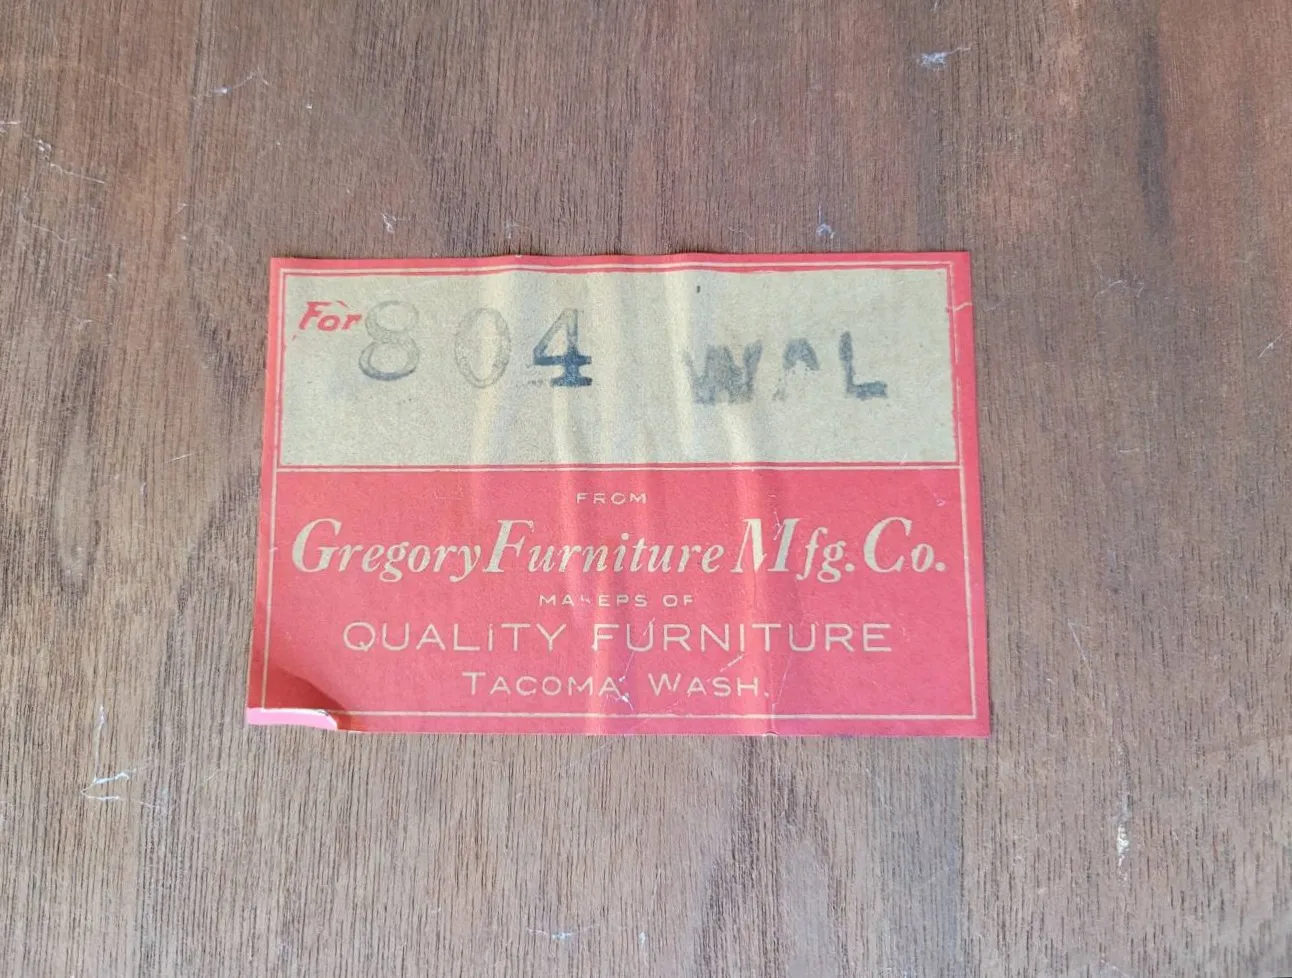 For 804 WAL
FROM
Gregory Furniture Mfg. Co.
MAKERS OF
QUALITY FURNITURE
TACOMA, WASH.